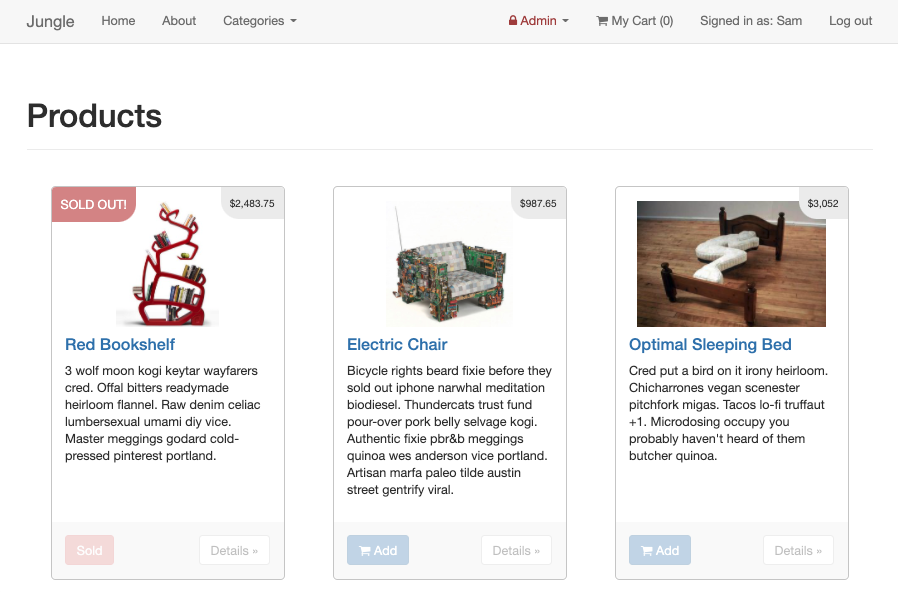 Jungle Home About Categories Admin My Cart (0) Signed in as: Sam Log out
Products
SOLD OUT!
$2,483.75
Red Bookshelf
3 wolf moon kogi keytar wayfarers
cred. Offal bitters readymade
heirloom flannel. Raw denim celiac
lumbersexual umami diy vice.
Master meggings godard cold-
pressed pinterest portland.
Sold
Details »
$987.65
Electric Chair
Bicycle rights beard fixie before they
sold out iphone narwhal meditation
biodiesel. Thundercats trust fund
pour-over pork belly selvage kogi.
Authentic fixie pbr&b meggings
quinoa wes anderson vice portland.
Artisan marfa paleo tilde austin
street gentrify viral.
Add
Details »
$3,052
Optimal Sleeping Bed
Cred put a bird on it irony heirloom.
Chicharrones vegan scenester
pitchfork migas. Tacos lo-fi truffaut
+1. Microdosing occupy you
probably haven't heard of them
butcher quinoa.
Add
Details »